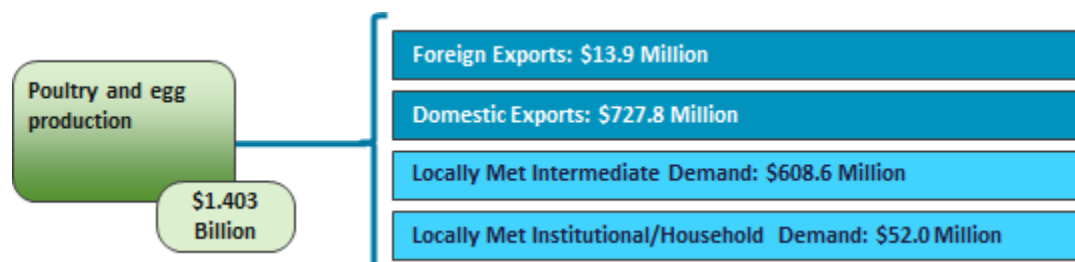 Poultry and egg
production
$1.403
Billion
Foreign Exports: $13.9 Million
Domestic Exports: $727.8 Million
Locally Met Intermediate Demand: $608.6 Million
Locally Met Institutional/Household Demand: $52.0 Million